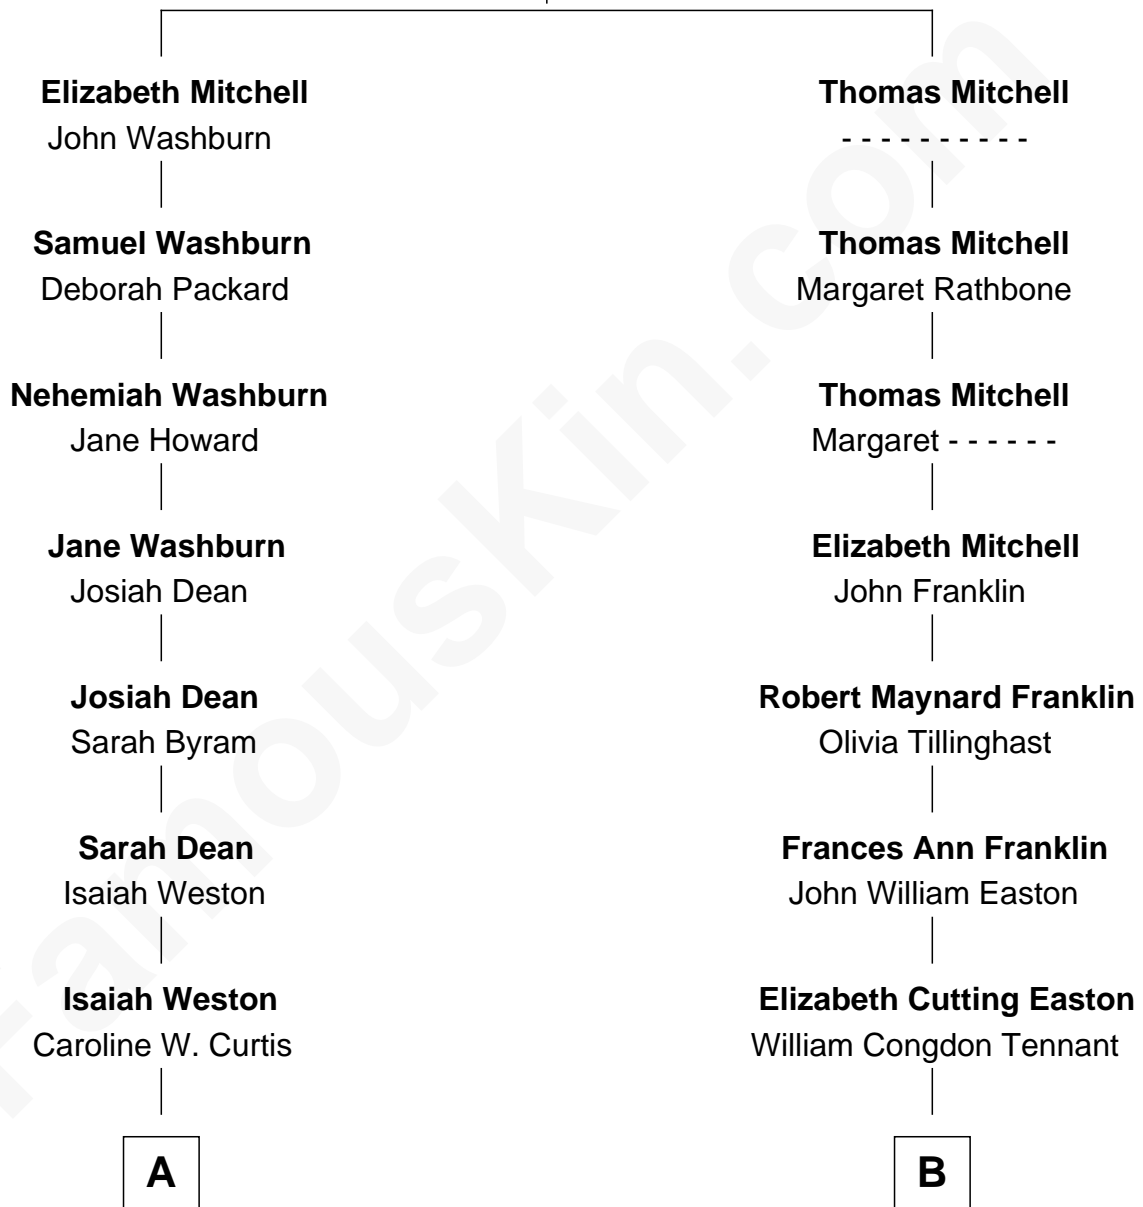 Elizabeth Mitchell
John Washburn
Samuel Washburn
Deborah Packard
Nehemiah Washburn
Jane Howard
Jane Washburn
Josiah Dean
Josiah Dean
Sarah Byram
Sarah Dean
Isaiah Weston
Isaiah Weston
Caroline W. Curtis
A
Thomas Mitchell
- - - - - - - - - -
Thomas Mitchell
Margaret Rathbone
Thomas Mitchell
Margaret - - - - - -
Elizabeth Mitchell
John Franklin
Robert Maynard Franklin
Olivia Tillinghast
Frances Ann Franklin
John William Easton
Elizabeth Cutting Easton
William Congdon Tennant
B
FamousKin.com